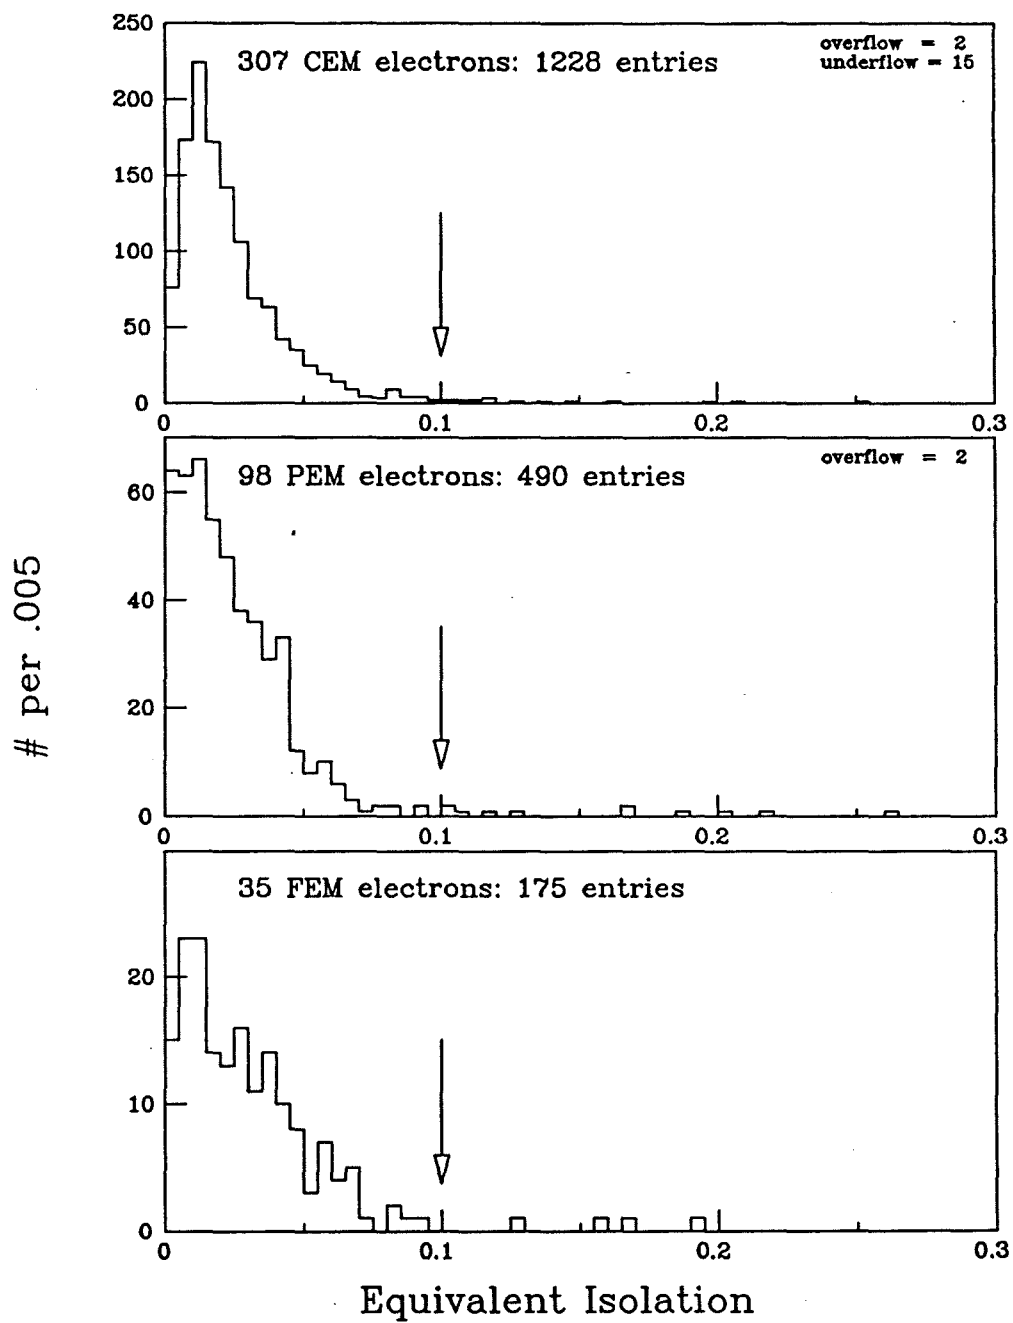 250
307 CEM electrons: 1228 entries
overflow = 2
underflow = 15
200
150
100
50
0
0 0.1 0.2 0.3
98 PEM electrons: 490 entries
overflow = 2
60
40
20
0
0 0.1 0.2 0.3
# per .005
35 FEM electrons: 175 entries
20
10
0
0 0.1 0.2 0.3
Equivalent Isolation